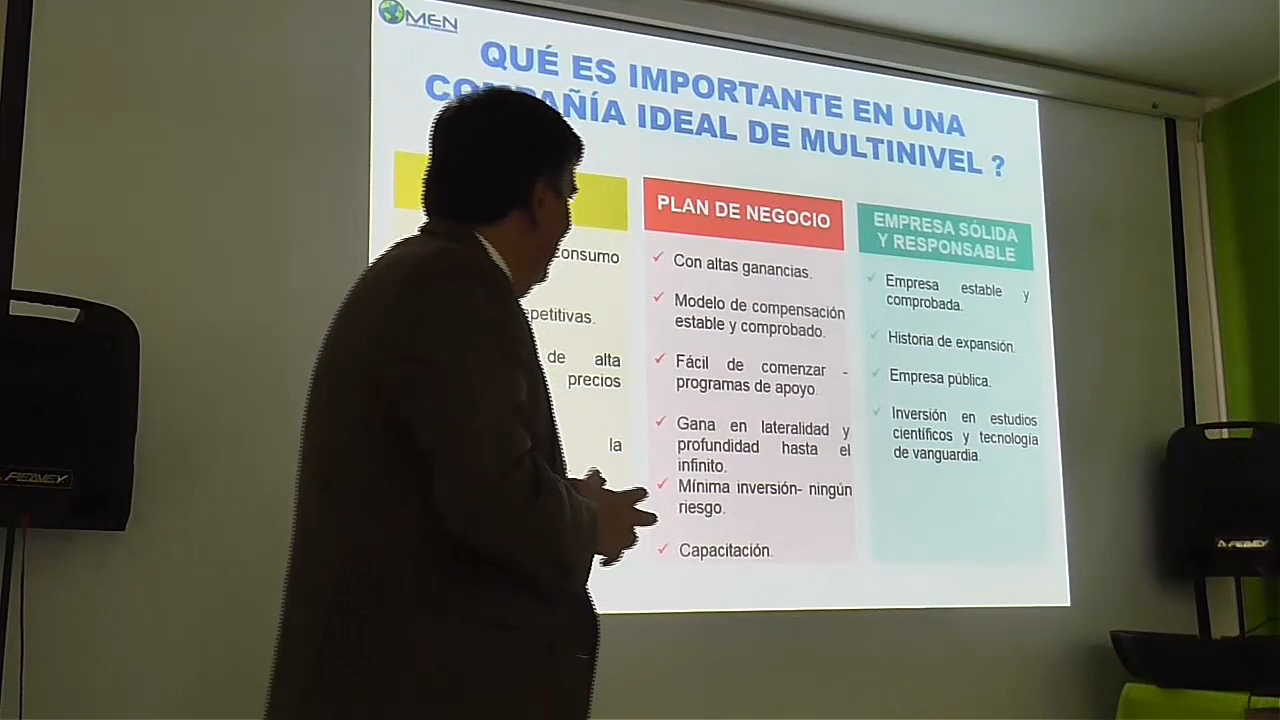 MEN
QUÉ ES IMPORTANTE EN UNA
COMPAÑÍA IDEAL DE MULTINIVEL ?
consumo
petitivas.
de alta
precios
la
PLAN DE NEGOCIO
✓ Con altas ganancias.
✓ Modelo de compensación
estable y comprobado.
✓ Fácil de comenzar -
programas de apoyo.
✓ Gana en lateralidad y
profundidad hasta el
infinito.
✓ Mínima inversión- ningún
riesgo.
✓ Capacitación.
EMPRESA SÓLIDA
Y RESPONSABLE
✓ Empresa estable y
comprobada.
✓ Historia de expansión.
✓ Empresa pública.
✓ Inversión en estudios
científicos y tecnología
de vanguardia.
PEAVEY
PEAVEY